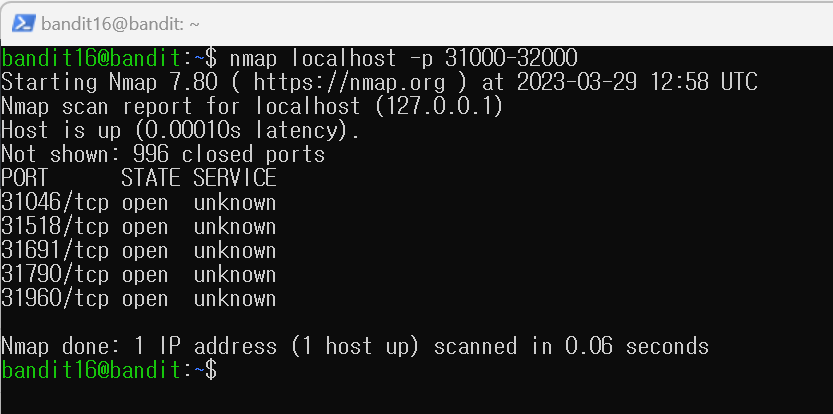 bandit16@bandit: ~
bandit16@bandit:~$ nmap localhost -p 31000-32000
Starting Nmap 7.80 ( https://nmap.org ) at 2023-03-29 12:58 UTC
Nmap scan report for localhost (127.0.0.1)
Host is up (0.00010s latency).
Not shown: 996 closed ports
PORT      STATE SERVICE
31046/tcp open  unknown
31518/tcp open  unknown
31691/tcp open  unknown
31790/tcp open  unknown
31960/tcp open  unknown
Nmap done: 1 IP address (1 host up) scanned in 0.06 seconds
bandit16@bandit:~$